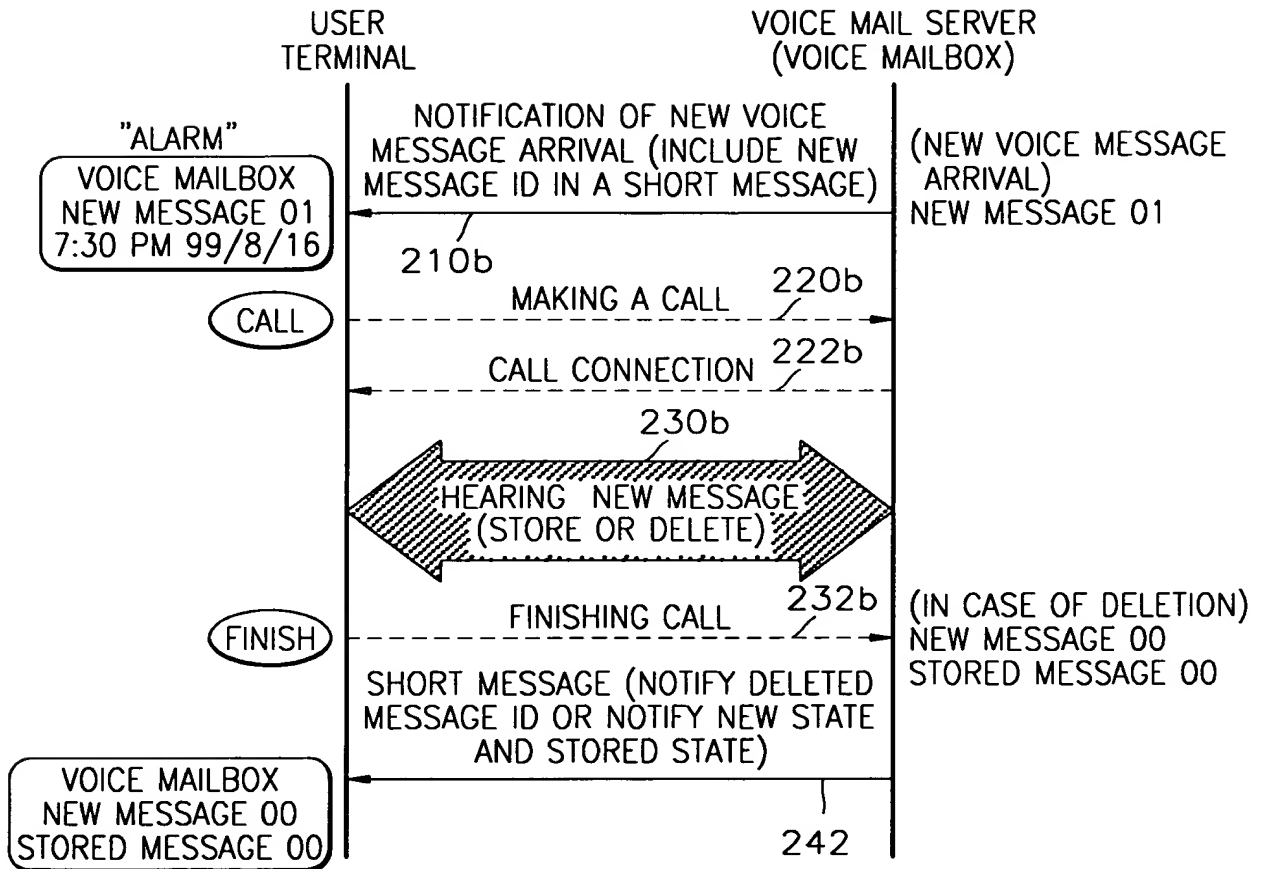 USER
TERMINAL
VOICE MAIL SERVER
(VOICE MAILBOX)
"ALARM"
VOICE MAILBOX
NEW MESSAGE 01
7:30 PM 99/8/16
NOTIFICATION OF NEW VOICE
MESSAGE ARRIVAL (INCLUDE NEW
MESSAGE ID IN A SHORT MESSAGE)
210b
(NEW VOICE MESSAGE
ARRIVAL)
NEW MESSAGE 01
CALL
MAKING A CALL
220b
CALL CONNECTION
222b
230b
HEARING NEW MESSAGE
(STORE OR DELETE)
FINISH
FINISHING CALL
232b
(IN CASE OF DELETION)
NEW MESSAGE 00
STORED MESSAGE 00
SHORT MESSAGE (NOTIFY DELETED
MESSAGE ID OR NOTIFY NEW STATE
AND STORED STATE)
VOICE MAILBOX
NEW MESSAGE 00
STORED MESSAGE 00
242